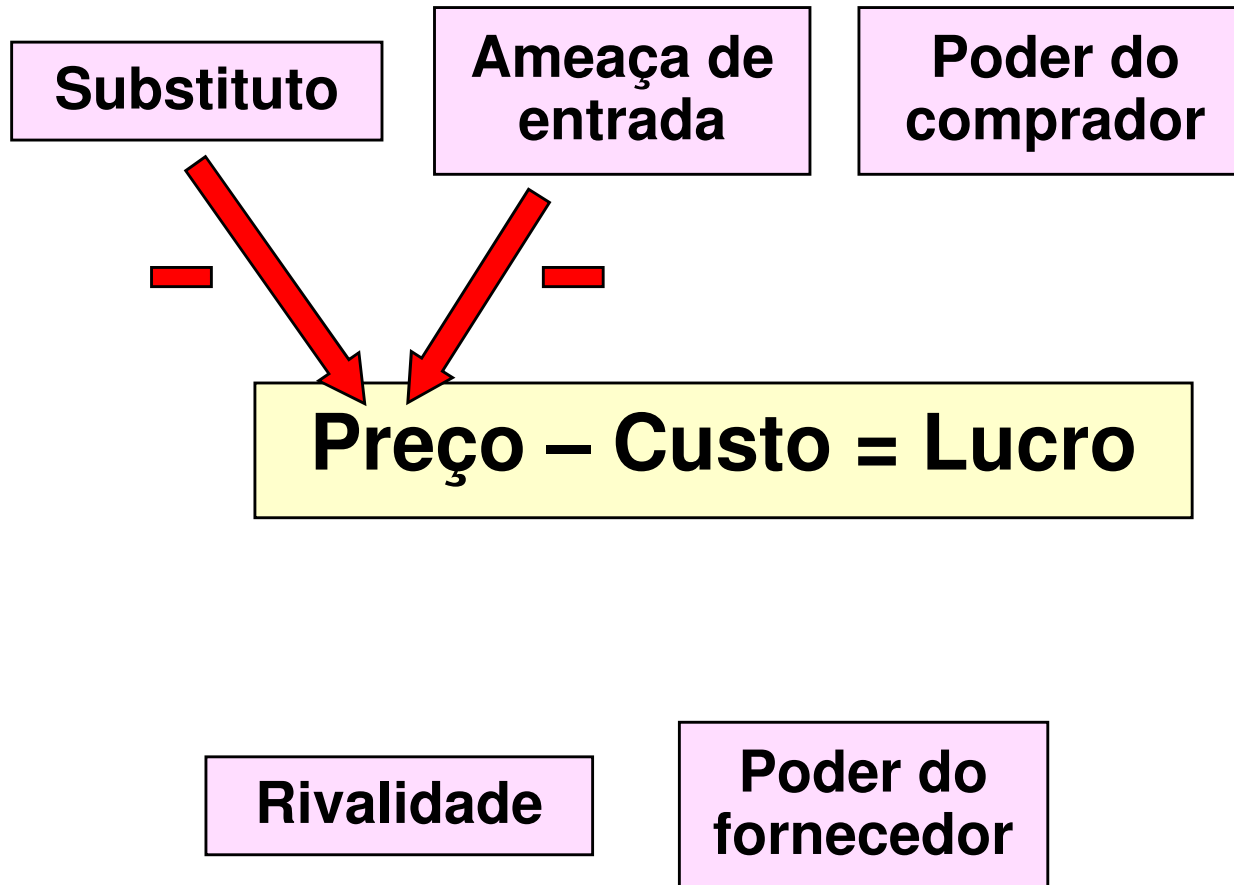 Substituto
Ameaça de
entrada
Poder do
comprador
Preço – Custo = Lucro
Rivalidade
Poder do
fornecedor